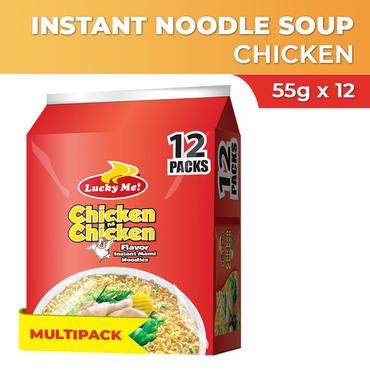 INSTANT NOODLE SOUP
CHICKEN
55g x 12
12
PACKS
12
PACKS
Lucky Me!
Chicken
na
Chicken
Flavor
Instant Mami
Noodles
MULTIPACK